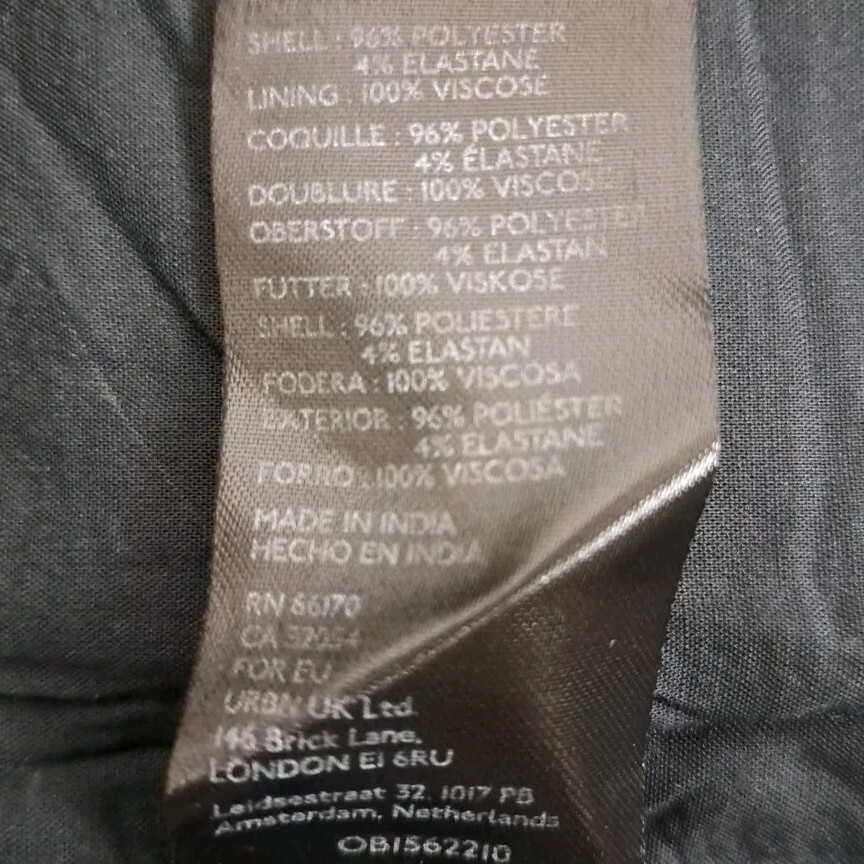 SHELL : 96% POLYESTER
4% ELASTANE
LINING : 100% VISCOSE
COQUILLE : 96% POLYESTER
4% ÉLASTANE
DOUBLURE : 100% VISCOSE
OBERSTOFF : 96% POLYESTER
4% ELASTAN
FUTTER : 100% VISKOSE
SHELL : 96% POLIESTERE
4% ELASTAN
FODERA : 100% VISCOSA
EXTERIOR : 96% POLIÉSTER
4% ELASTANE
FORRO : 100% VISCOSA
MADE IN INDIA
HECHO EN INDIA
RN 66170
CA
FOR EU
URBN UK Ltd.
146 Brick Lane,
LONDON E1 6RU
Leidsestraat 32. 1017 PB
Amsterdam, Netherlands
OB1562210